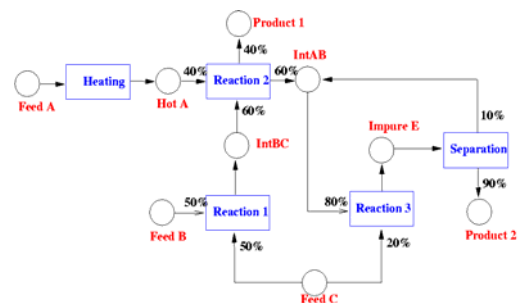 Product 1
IntAB
40%
Heating
40%
Reaction 2
60%
Feed A
Hot A
10%
60%
Impure E
IntBC
Separation
50%
Reaction 1
80%
Reaction 3
90%
Feed B
50%
20%
Product 2
Feed C